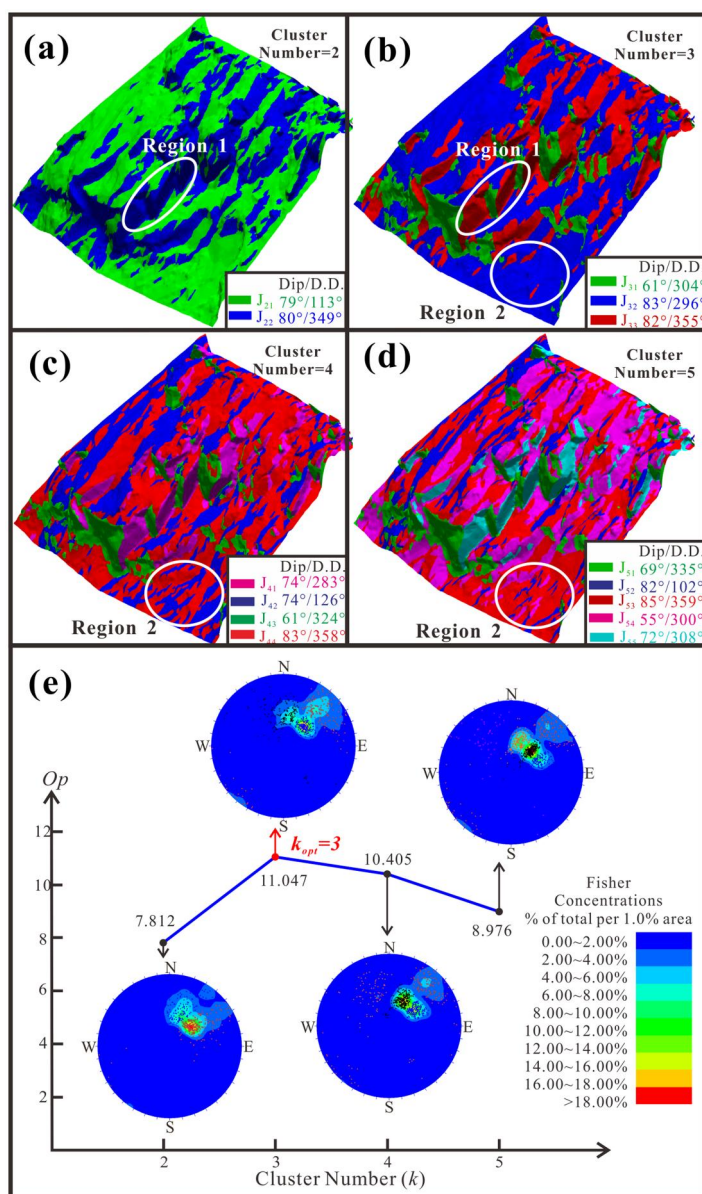 (a)
Cluster
Number=2
Region 1
Dip/D.D.
J21 79°/113°
J22 80°/349°
(b)
Cluster
Number=3
Region 1
Region 2
Dip/D.D.
J31 61°/304°
J32 83°/296°
J33 82°/355°
(c)
Cluster
Number=4
Region 2
Dip/D.D.
J41 74°/283°
J42 74°/126°
J43 61°/324°
J44 83°/358°
(d)
Cluster
Number=5
Region 2
Dip/D.D.
J51 69°/335°
J52 82°/102°
J53 85°/359°
J54 55°/300°
J55 72°/308°
(e)
Op
12
10
8
6
4
2
N
W E
S
N
W E
S
kopt=3
7.812
11.047
10.405
8.976
N
W E
S
N
W E
S
Fisher
Concentrations
% of total per 1.0% area
0.00~2.00%
2.00~4.00%
4.00~6.00%
6.00~8.00%
8.00~10.00%
10.00~12.00%
12.00~14.00%
14.00~16.00%
16.00~18.00%
>18.00%
2 3 4 5
Cluster Number (k)